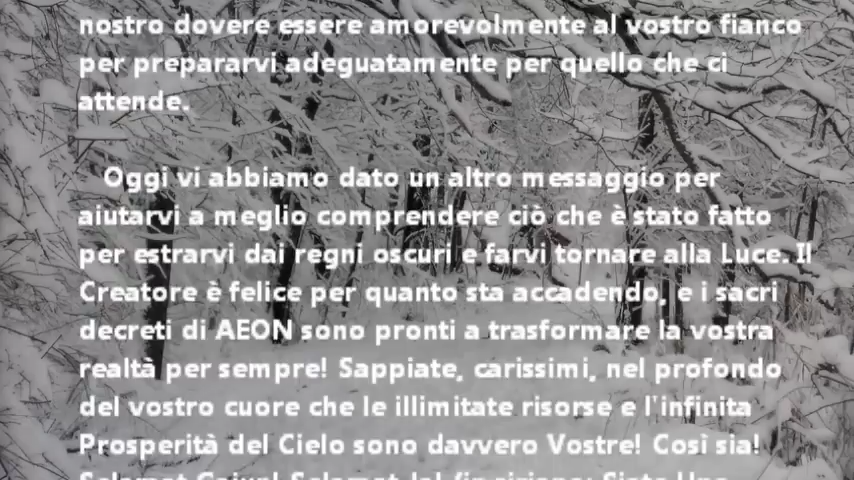 nostro dovere essere amorevolmente al vostro fianco
per prepararvi adeguatamente per quello che ci
attende.
Oggi vi abbiamo dato un altro messaggio per
aiutarvi a meglio comprendere ciò che è stato fatto
per estrarvi dai regni oscuri e farvi tornare alla Luce. Il
Creatore è felice per quanto sta accadendo, e i sacri
decreti di AEON sono pronti a trasformare la vostra
realtà per sempre! Sappiate, carissimi, nel profondo
del vostro cuore che le illimitate risorse e l'infinita
Prosperità del Cielo sono davvero Vostre! Così sia!